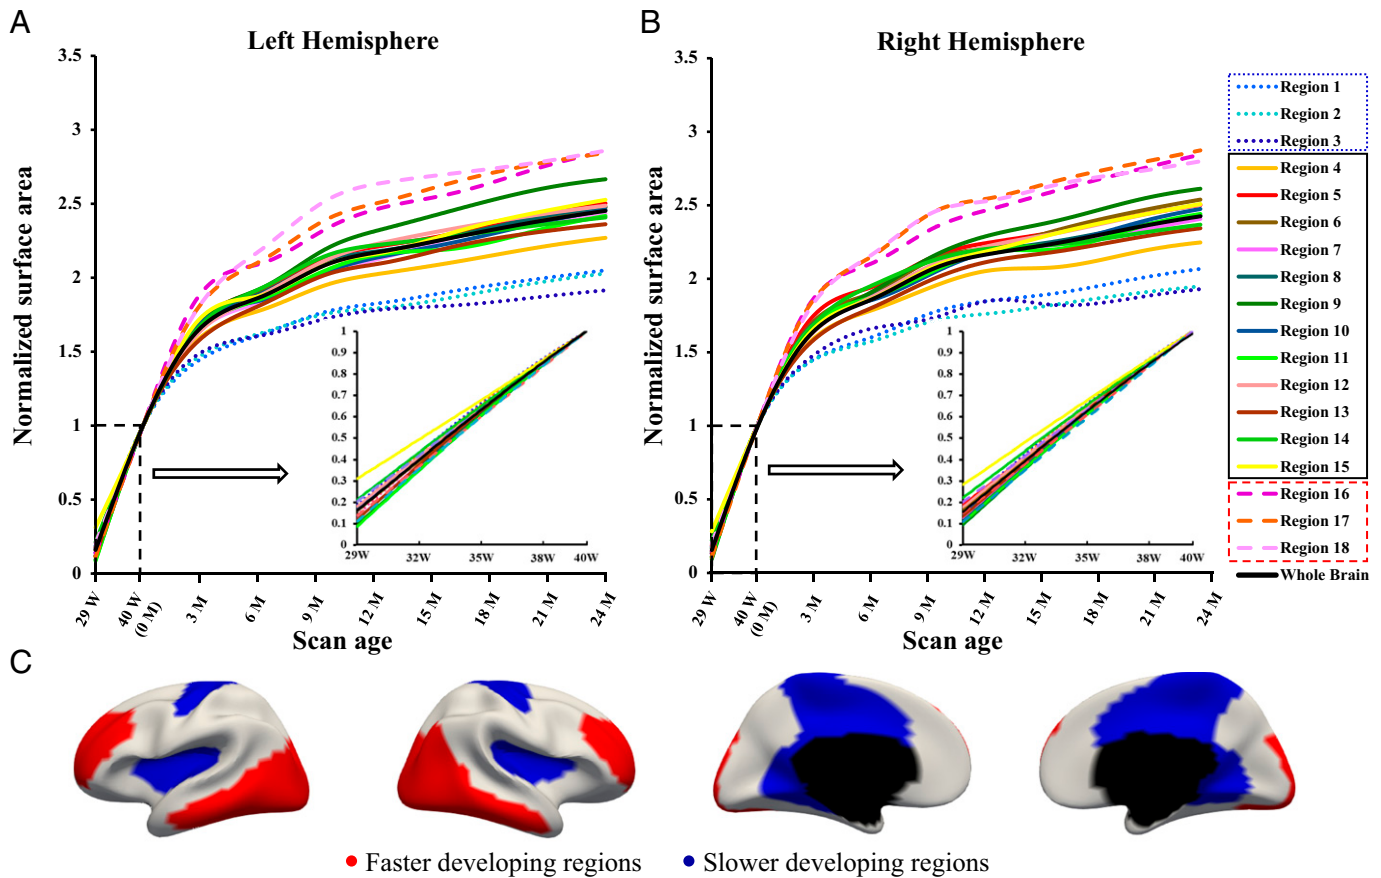 A
B
Left Hemisphere
Right Hemisphere
Normalized surface area
3.5
3
2.5
2
1.5
1
0.5
0
29 W
40 W
(0 M)
3 M
6 M
9 M
12 M
15 M
18 M
21 M
24 M
Scan age
1
0.9
0.8
0.7
0.6
0.5
0.4
0.3
0.2
0.1
0
29W
32W
35W
38W
40W
Normalized surface area
3.5
3
2.5
2
1.5
1
0.5
0
29 W
40 W
(0 M)
3 M
6 M
9 M
12 M
15 M
18 M
21 M
24 M
Scan age
1
0.9
0.8
0.7
0.6
0.5
0.4
0.3
0.2
0.1
0
29W
32W
35W
38W
40W
Region 1
Region 2
Region 3
Region 4
Region 5
Region 6
Region 7
Region 8
Region 9
Region 10
Region 11
Region 12
Region 13
Region 14
Region 15
Region 16
Region 17
Region 18
Whole Brain
C
Faster developing regions
Slower developing regions